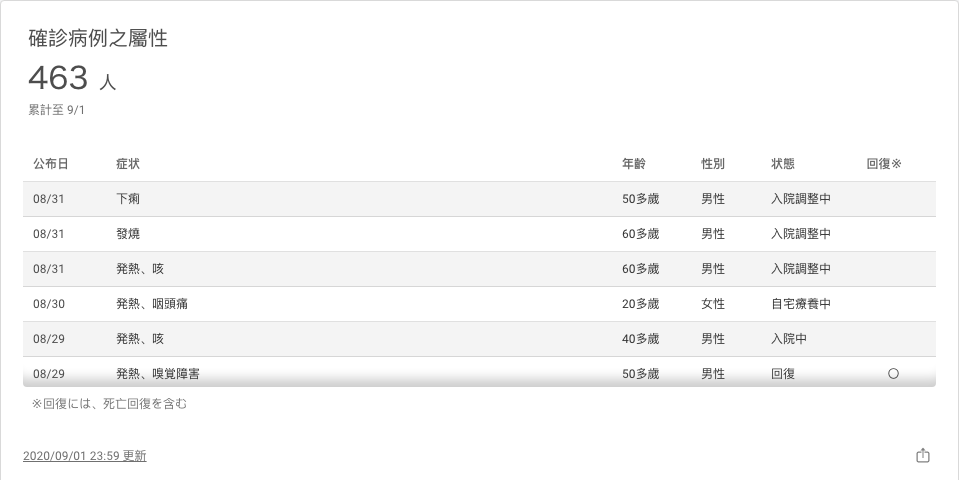 確診病例之屬性
463 人
累計至 9/1
公布日 症状 年齢 性別 状態 回復※
08/31 下痢 50多歲 男性 入院調整中
08/31 發燒 60多歲 男性 入院調整中
08/31 発熱、咳 60多歲 男性 入院調整中
08/30 発熱、咽頭痛 20多歲 女性 自宅療養中
08/29 発熱、咳 40多歲 男性 入院中
08/29 発熱、嗅覚障害 50多歲 男性 回復 〇
※回復には、死亡回復を含む
2020/09/01 23:59 更新